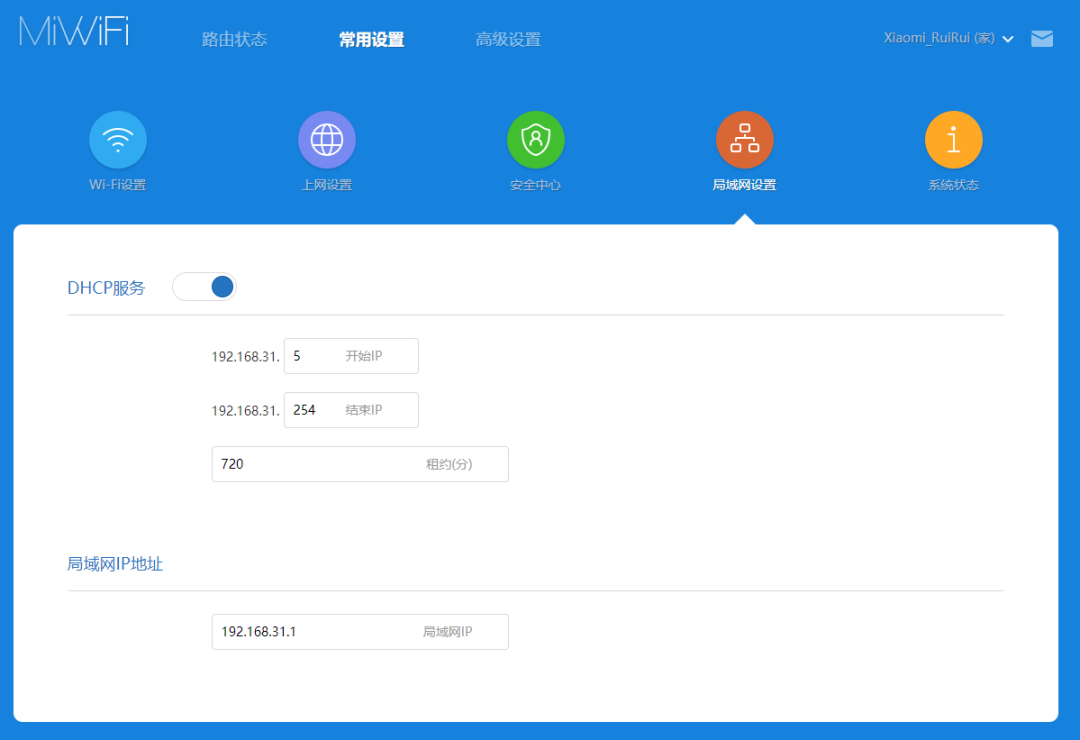 MiWiFi
路由状态 常用设置 高级设置 Xiaomi_RuiRui (家)
Wi-Fi设置 上网设置 安全中心 局域网设置 系统状态
DHCP服务
192.168.31. 5 开始IP
192.168.31. 254 结束IP
720 租约(分)
局域网IP地址
192.168.31.1 局域网IP